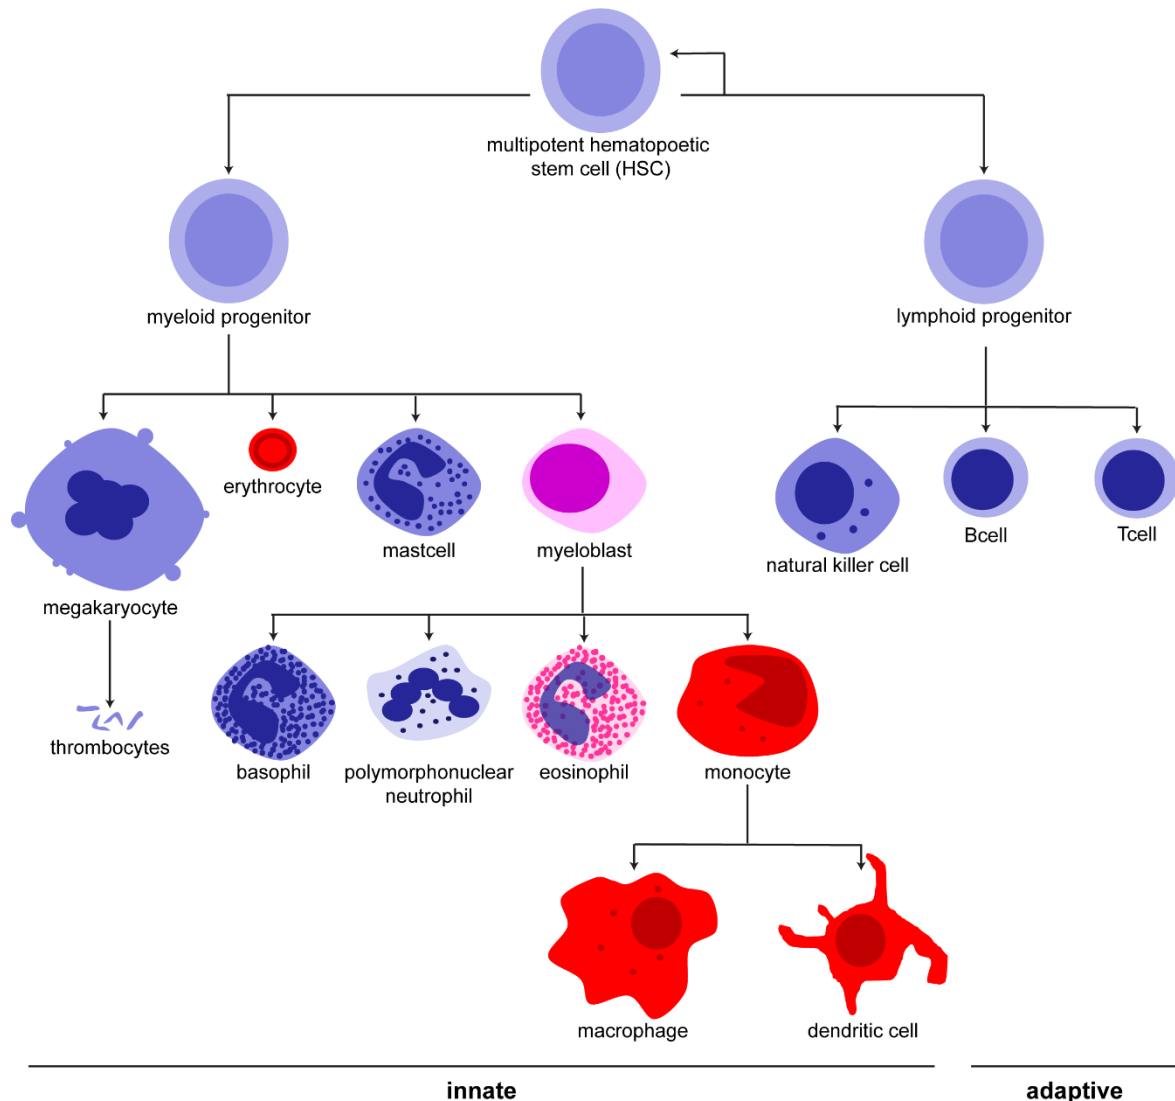 multipotent hematopoetic
stem cell (HSC)
myeloid progenitor
lymphoid progenitor
megakaryocyte
erythrocyte
mastcell
myeloblast
natural killer cell
Bcell
Tcell
thrombocytes
basophil
polymorphonuclear
neutrophil
eosinophil
monocyte
macrophage
dendritic cell
innate
adaptive